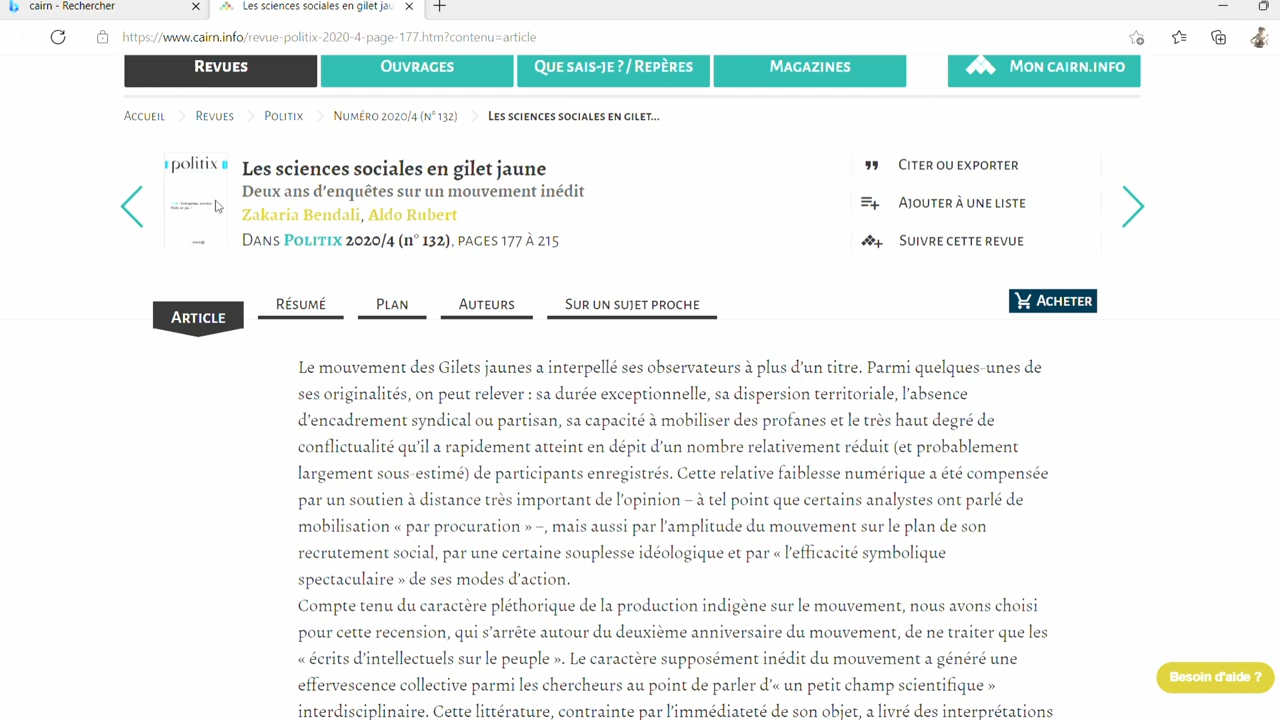 cairn - Rechercher
Les sciences sociales en gilet jau
https://www.cairn.info/revue-politix-2020-4-page-177.htm?contenu=article
Revues
Ouvrages
Que sais-je ? / Repères
Magazines
Mon cairn.info
Accueil
Revues
Politix
Numéro 2020/4 (n° 132)
Les sciences sociales en gilet...
politix
Les sciences sociales en gilet jaune
Deux ans d’enquêtes sur un mouvement inédit
Zakaria Bendali, Aldo Rubert
Dans Politix 2020/4 (n° 132), pages 177 à 215
Citer ou exporter
Ajouter à une liste
Suivre cette revue
Article
Résumé
Plan
Auteurs
Sur un sujet proche
Acheter
Le mouvement des Gilets jaunes a interpellé ses observateurs à plus d’un titre. Parmi quelques-unes de
ses originalités, on peut relever : sa durée exceptionnelle, sa dispersion territoriale, l’absence
d’encadrement syndical ou partisan, sa capacité à mobiliser des profanes et le très haut degré de
conflictualité qu’il a rapidement atteint en dépit d’un nombre relativement réduit (et probablement
largement sous-estimé) de participants enregistrés. Cette relative faiblesse numérique a été compensée
par un soutien à distance très important de l’opinion – à tel point que certains analystes ont parlé de
mobilisation « par procuration » –, mais aussi par l’amplitude du mouvement sur le plan de son
recrutement social, par une certaine souplesse idéologique et par « l’efficacité symbolique
spectaculaire » de ses modes d’action.
Compte tenu du caractère pléthorique de la production indigène sur le mouvement, nous avons choisi
pour cette recension, qui s’arrête autour du deuxième anniversaire du mouvement, de ne traiter que les
« écrits d’intellectuels sur le peuple ». Le caractère supposément inédit du mouvement a généré une
effervescence collective parmi les chercheurs au point de parler d’« un petit champ scientifique »
interdisciplinaire. Cette littérature, contrainte par l’immédiateté de son objet, a livré des interprétations
Besoin d'aide ?